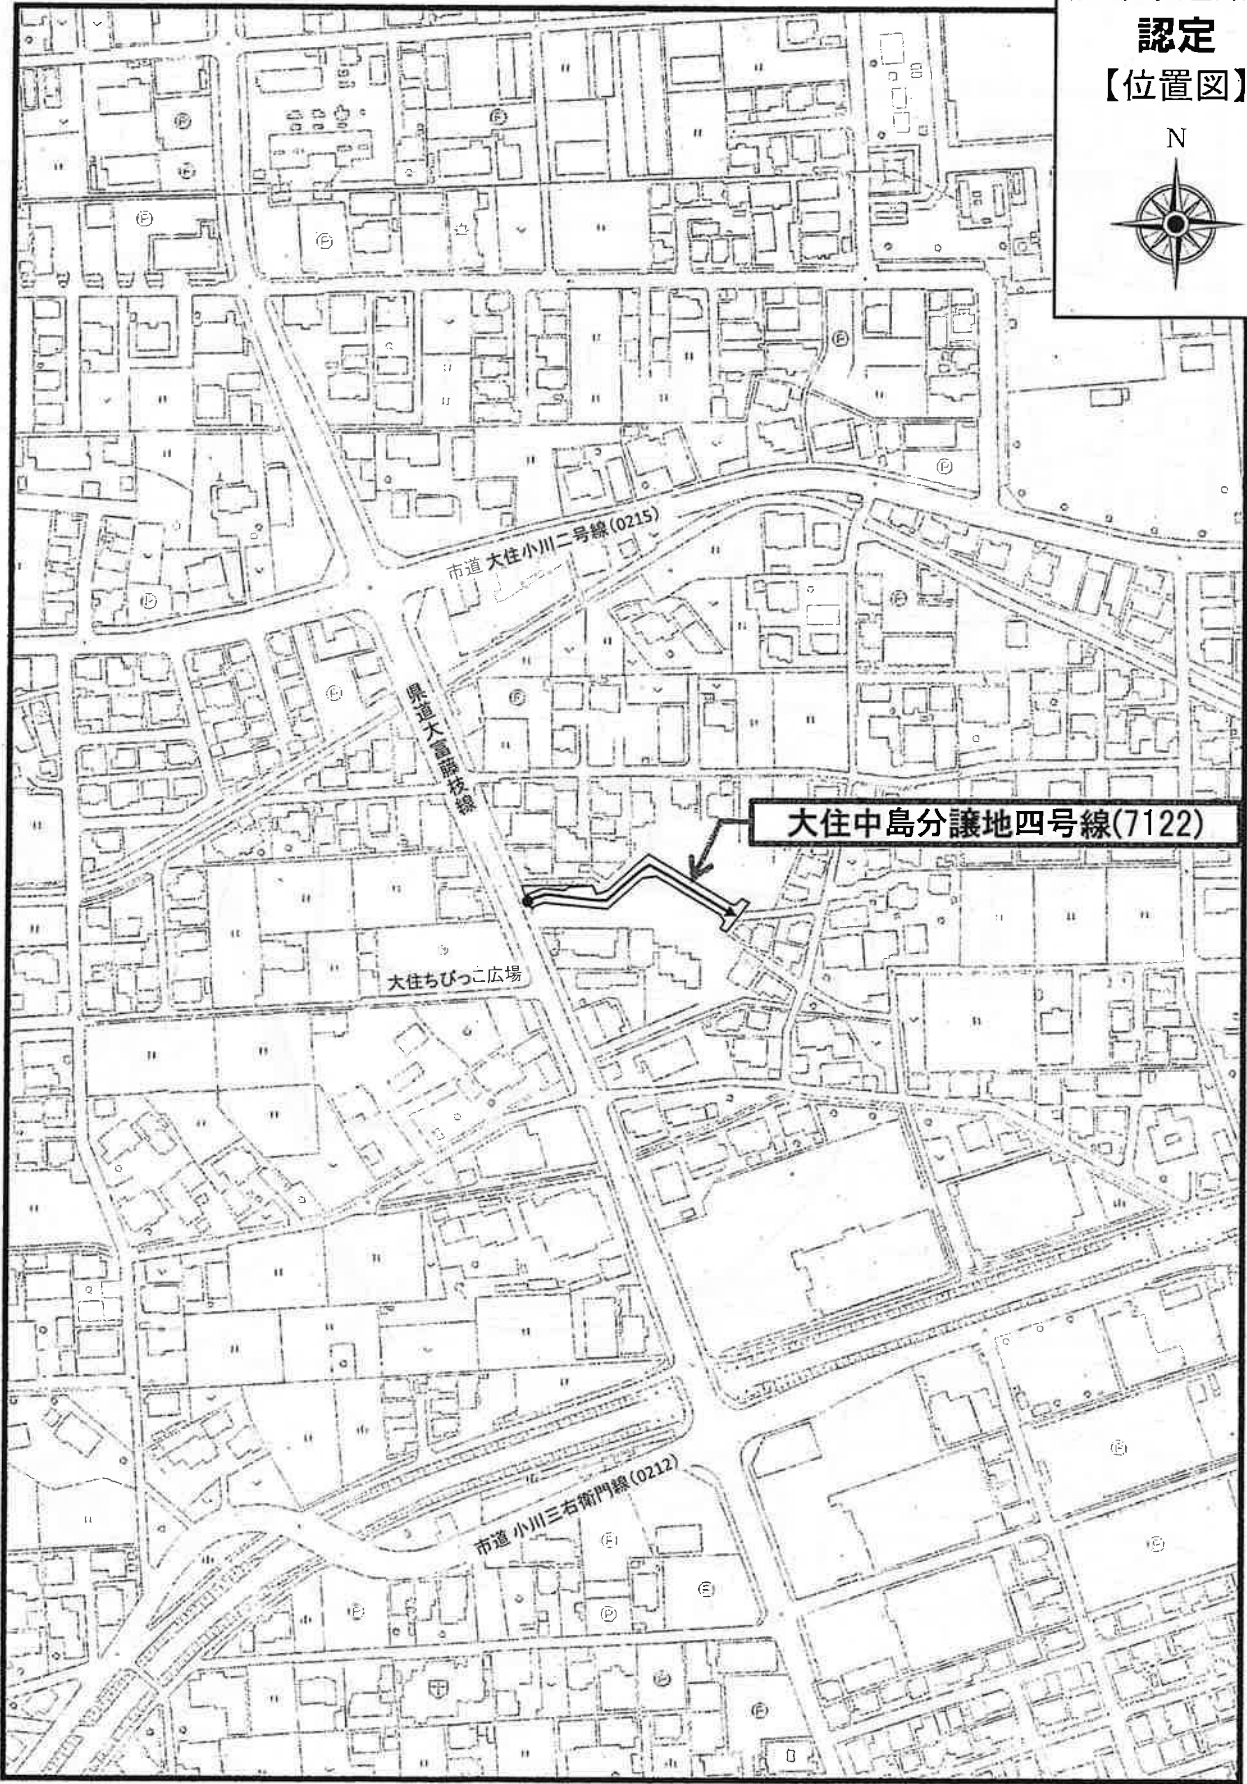 認定
【位置図】
N
市道 大住小川二号線(0215)
県道大富藤枝線
大住中島分譲地四号線(7122)
大住ちびっこ広場
市道 小川三右衛門線(0212)